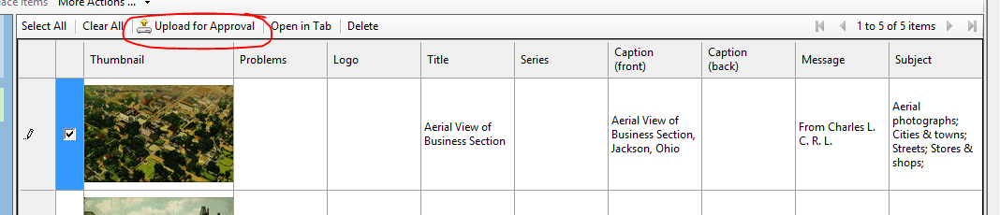 More Actions ...
Select All Clear All Upload for Approval Open in Tab Delete 1 to 5 of 5 items
Thumbnail Problems Logo Title Series Caption (front) Caption (back) Message Subject
Aerial View of
Business Section
Aerial View of
Business Section,
Jackson, Ohio
From Charles L.
C. R. L.
Aerial
photographs;
Cities & towns;
Streets; Stores &
shops;